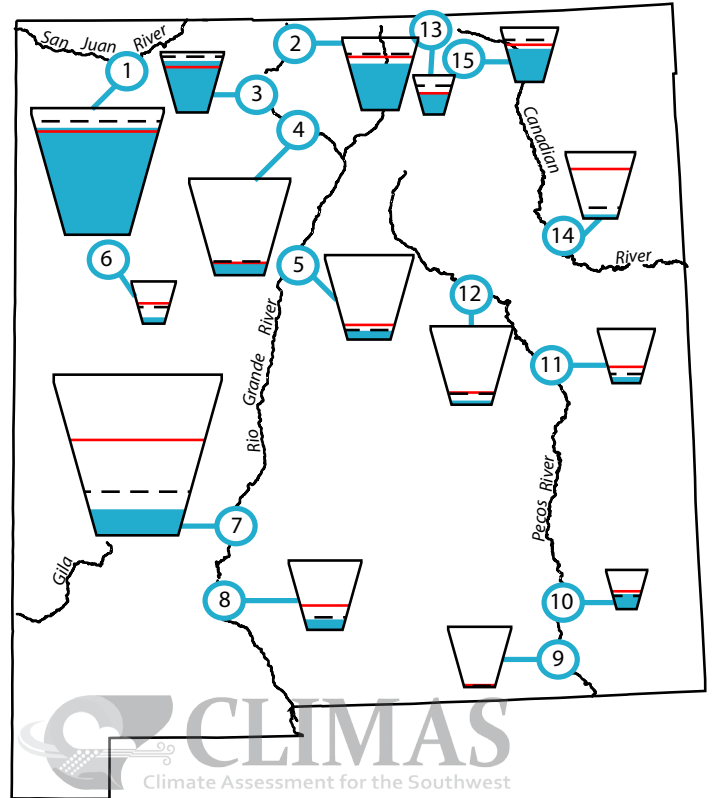 San Juan River
1
2
13
15
3
4
Canadian
14
River
6
5
12
11
Rio Grande River
Pecos River
7
Gila
8
10
9
CLIMAS
Climate Assessment for the Southwest